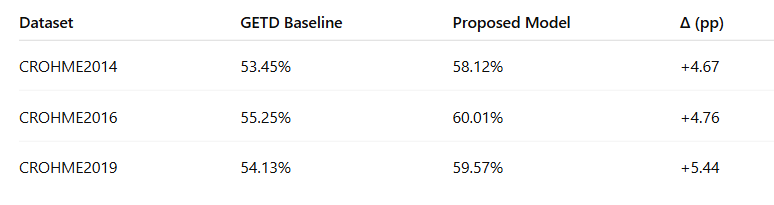 Dataset GETD Baseline Proposed Model Δ (pp)
CROHME2014 53.45% 58.12% +4.67
CROHME2016 55.25% 60.01% +4.76
CROHME2019 54.13% 59.57% +5.44